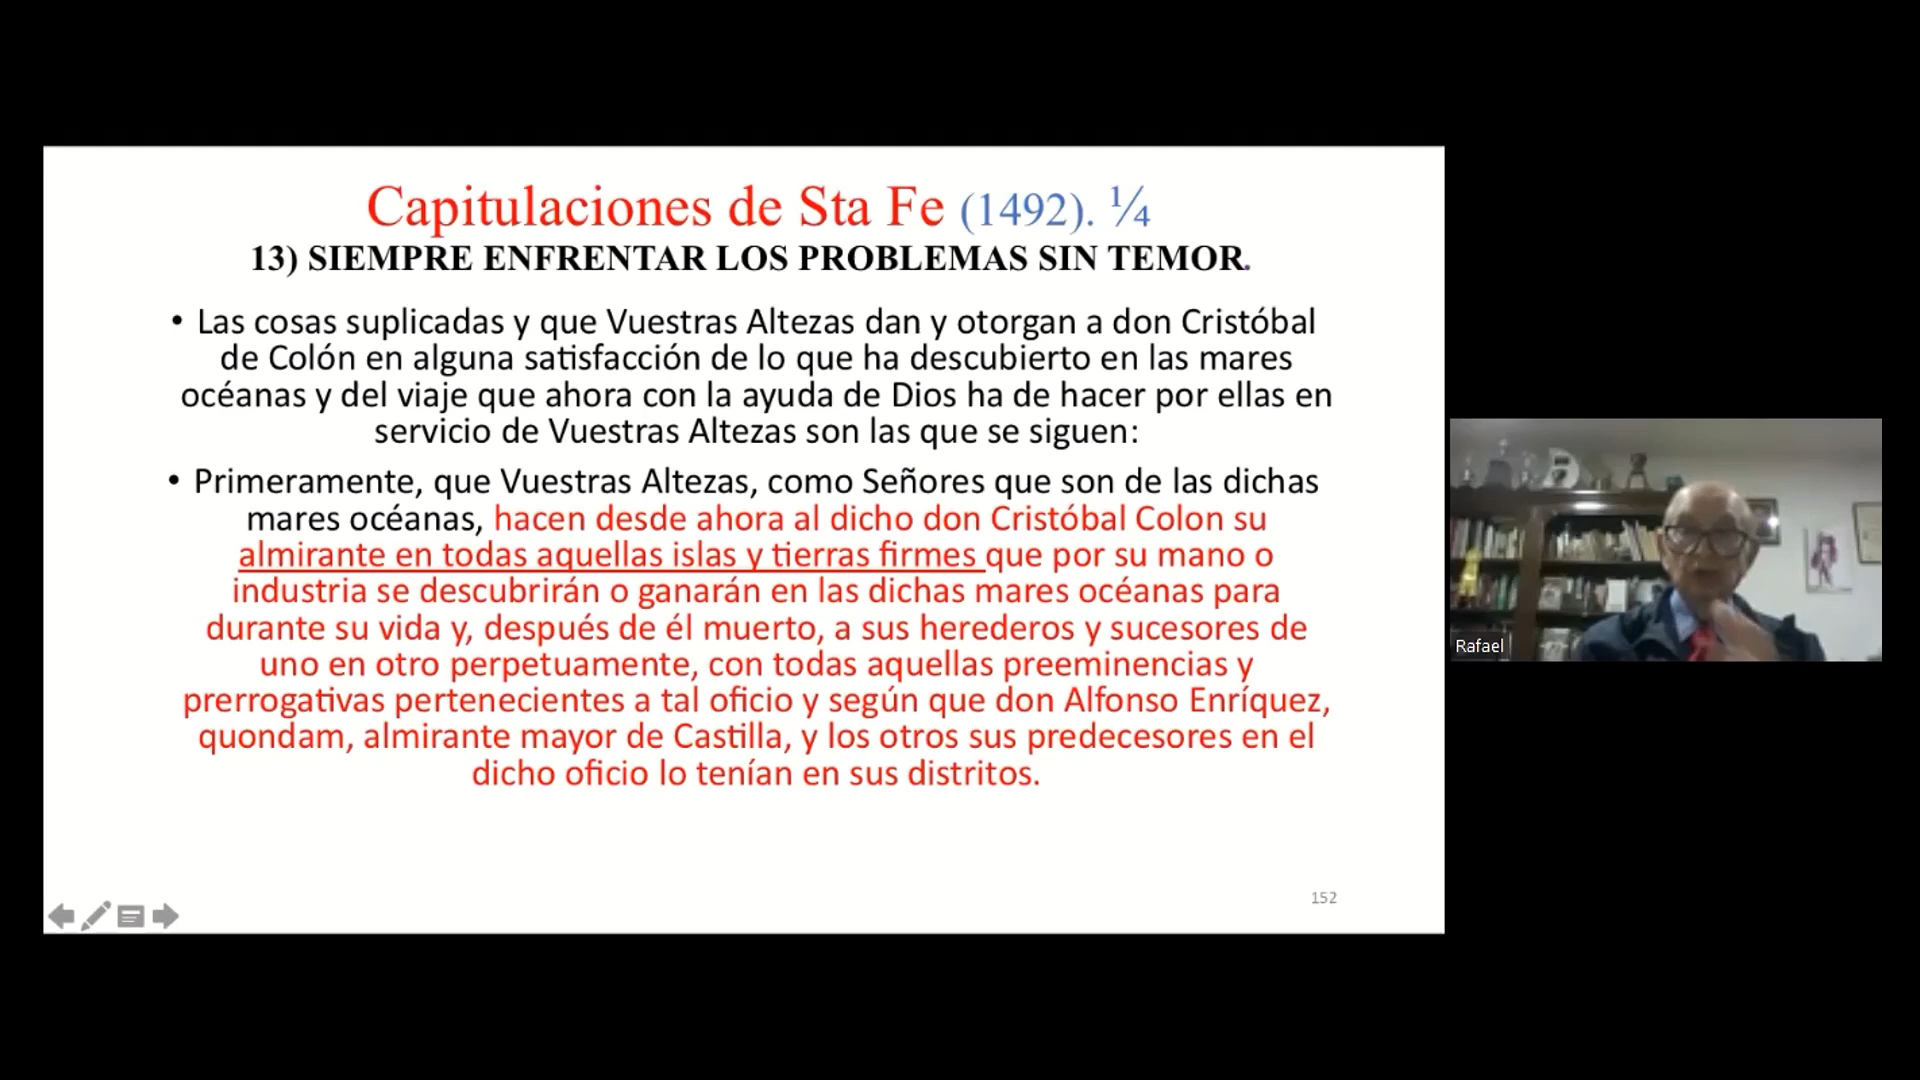 Capitulaciones de Sta Fe (1492). ¼
13) SIEMPRE ENFRENTAR LOS PROBLEMAS SIN TEMOR.
• Las cosas suplicadas y que Vuestras Altezas dan y otorgan a don Cristóbal
de Colón en alguna satisfacción de lo que ha descubierto en las mares
océanas y del viaje que ahora con la ayuda de Dios ha de hacer por ellas en
servicio de Vuestras Altezas son las que se siguen:
• Primeramente, que Vuestras Altezas, como Señores que son de las dichas
mares océanas, hacen desde ahora al dicho don Cristóbal Colon su
almirante en todas aquellas islas y tierras firmes que por su mano o
industria se descubrirán o ganarán en las dichas mares océanas para
durante su vida y, después de él muerto, a sus herederos y sucesores de
uno en otro perpetuamente, con todas aquellas preeminencias y
prerrogativas pertenecientes a tal oficio y según que don Alfonso Enríquez,
quondam, almirante mayor de Castilla, y los otros sus predecesores en el
dicho oficio lo tenían en sus distritos.
152
Rafael